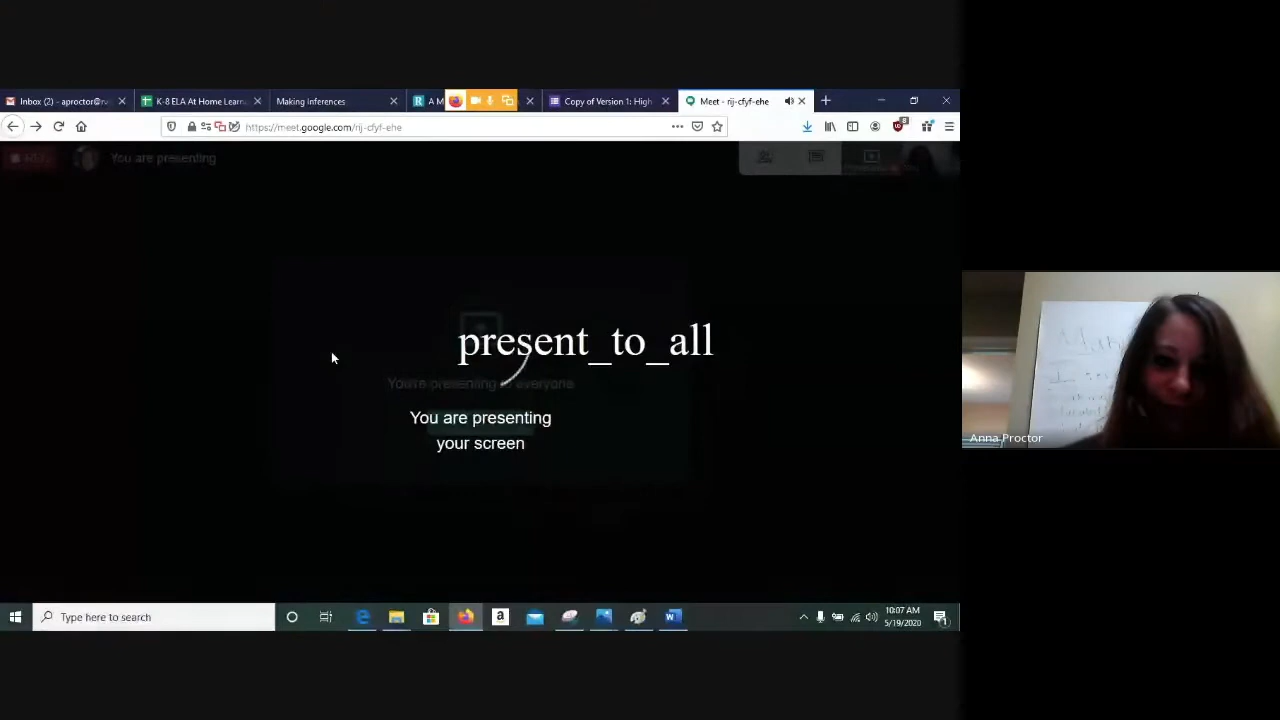 Inbox (2) - aproctor@rv
K-8 ELA At Home Learn
Making Inferences
A M
Copy of Version 1: High
Meet - rij-cfyf-ehe
https://meet.google.com/rij-cfyf-ehe
REC
You are presenting
present_to_all
You're presenting to everyone
You are presenting
your screen
Anna Proctor
Type here to search
10:07 AM
5/19/2020